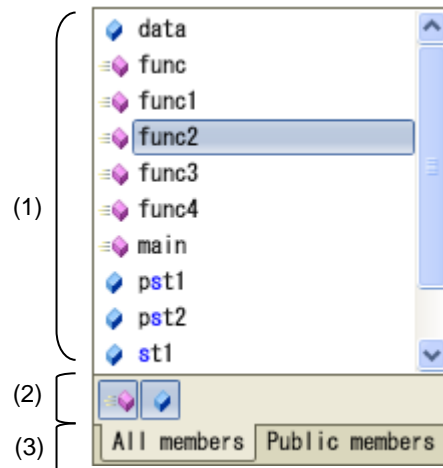 (1)
data
func
func1
func2
func3
func4
main
pst1
pst2
st1
(2)
(3)
All members Public members